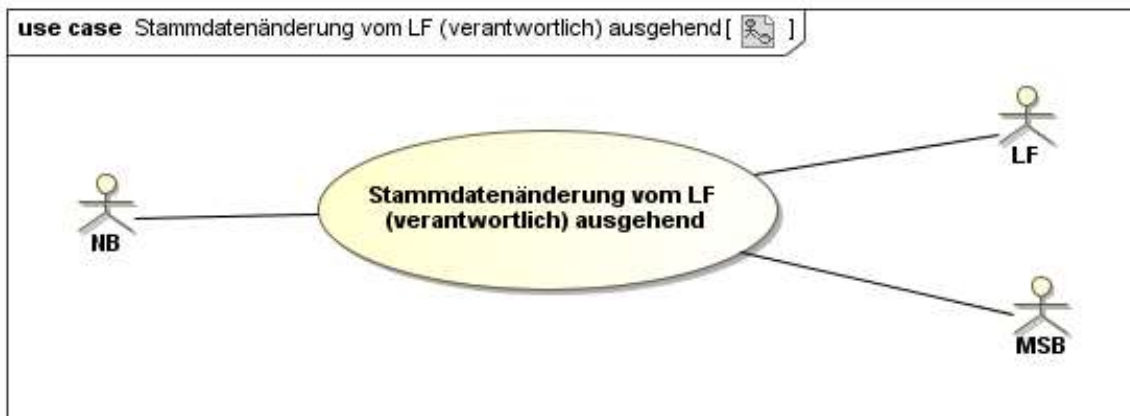 use case Stammdatenänderung vom LF (verantwortlich) ausgehend [ ]
LF
Stammdatenänderung vom LF
(verantwortlich) ausgehend
NB
MSB